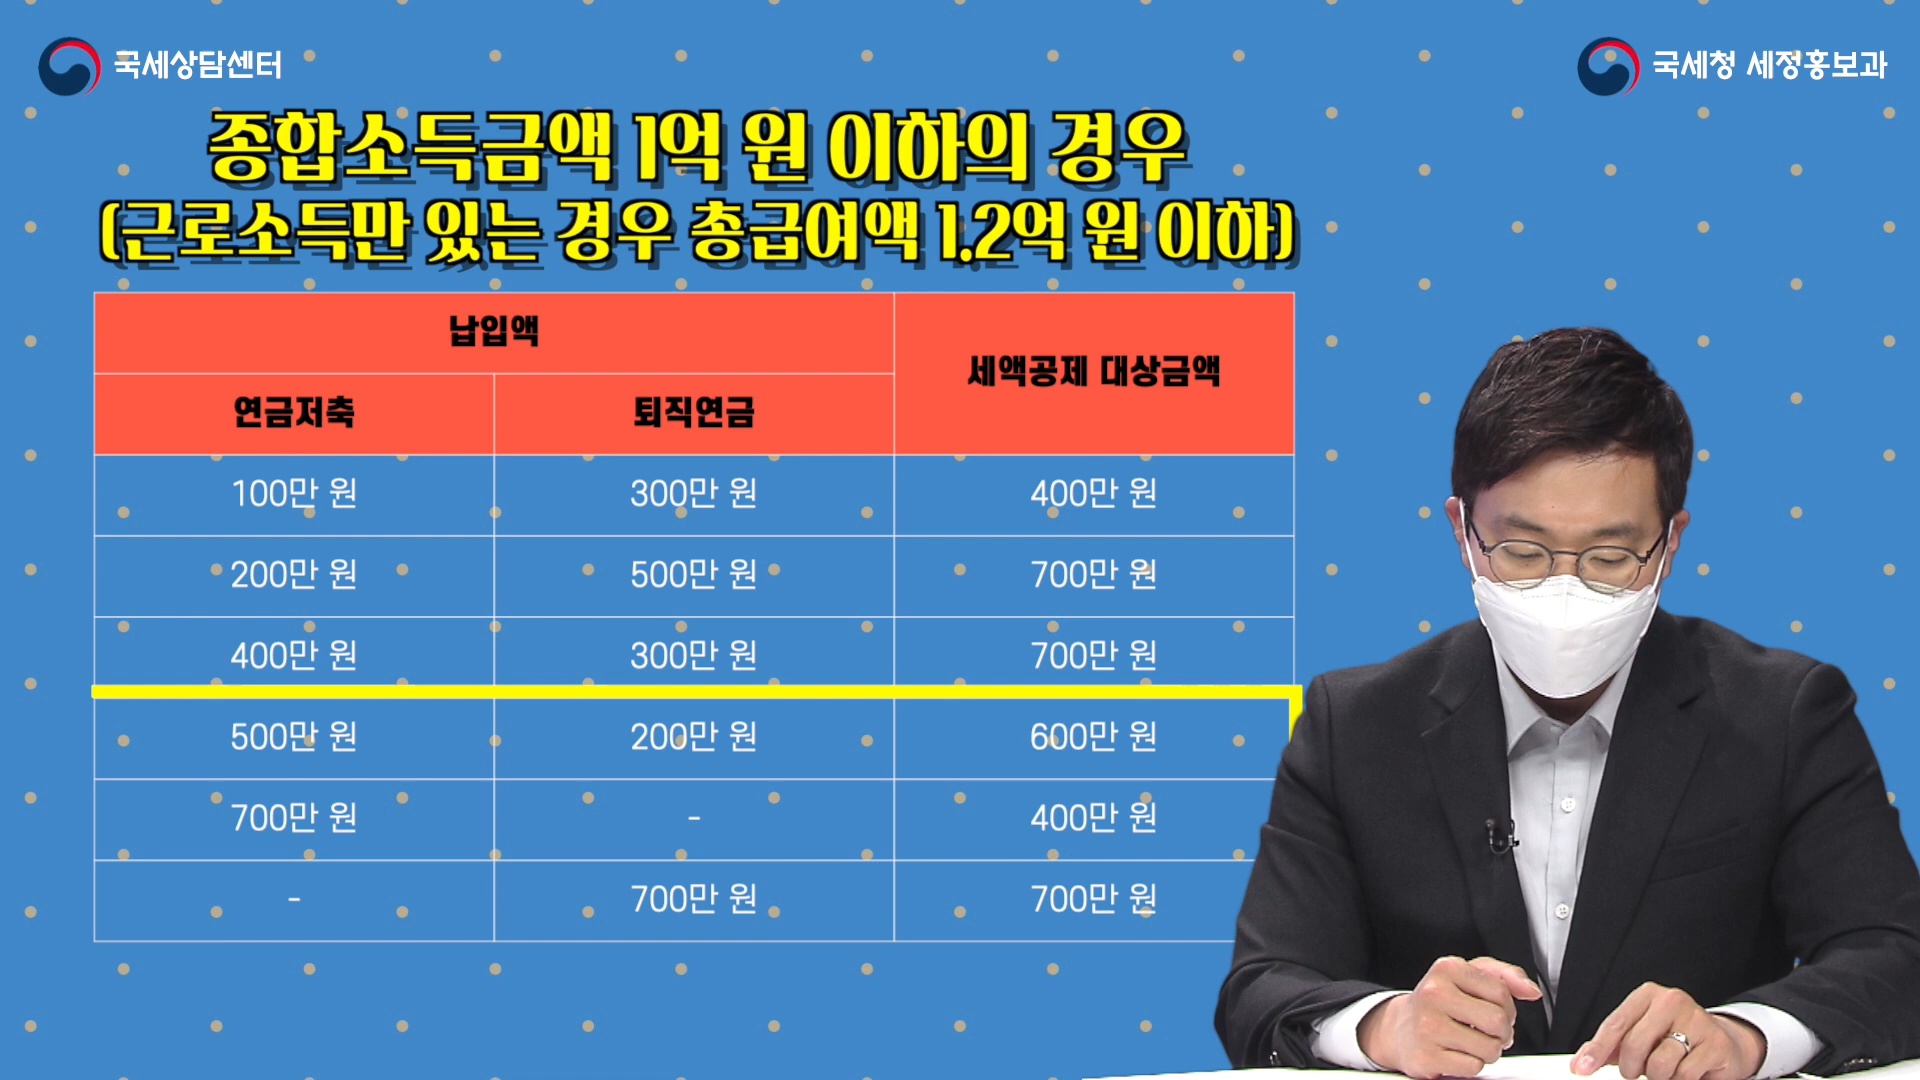 국세상담센터
국세청 세정홍보과
종합소득금액 1억 원 이하의 경우
(근로소득만 있는 경우 총급여액 1.2억 원 이하)
납입액
세액공제 대상금액
연금저축 퇴직연금
100만 원 300만 원 400만 원
200만 원 500만 원 700만 원
400만 원 300만 원 700만 원
500만 원 200만 원 600만 원
700만 원 - 400만 원
- 700만 원 700만 원